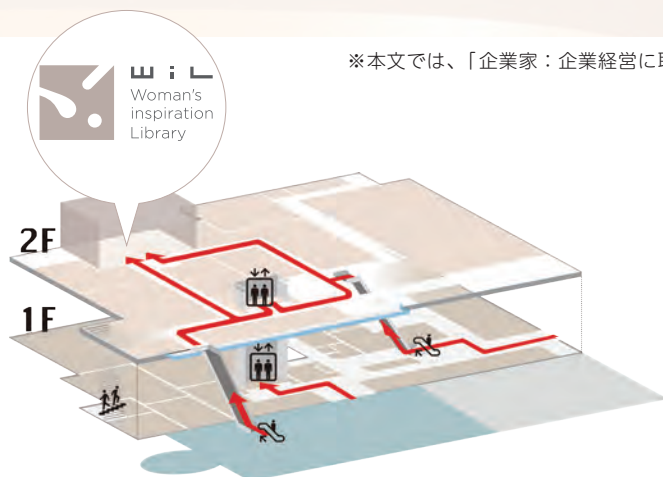 ※本文では、「企業家：企業経営に
WiL
Woman's
inspiration
Library
2F
1F